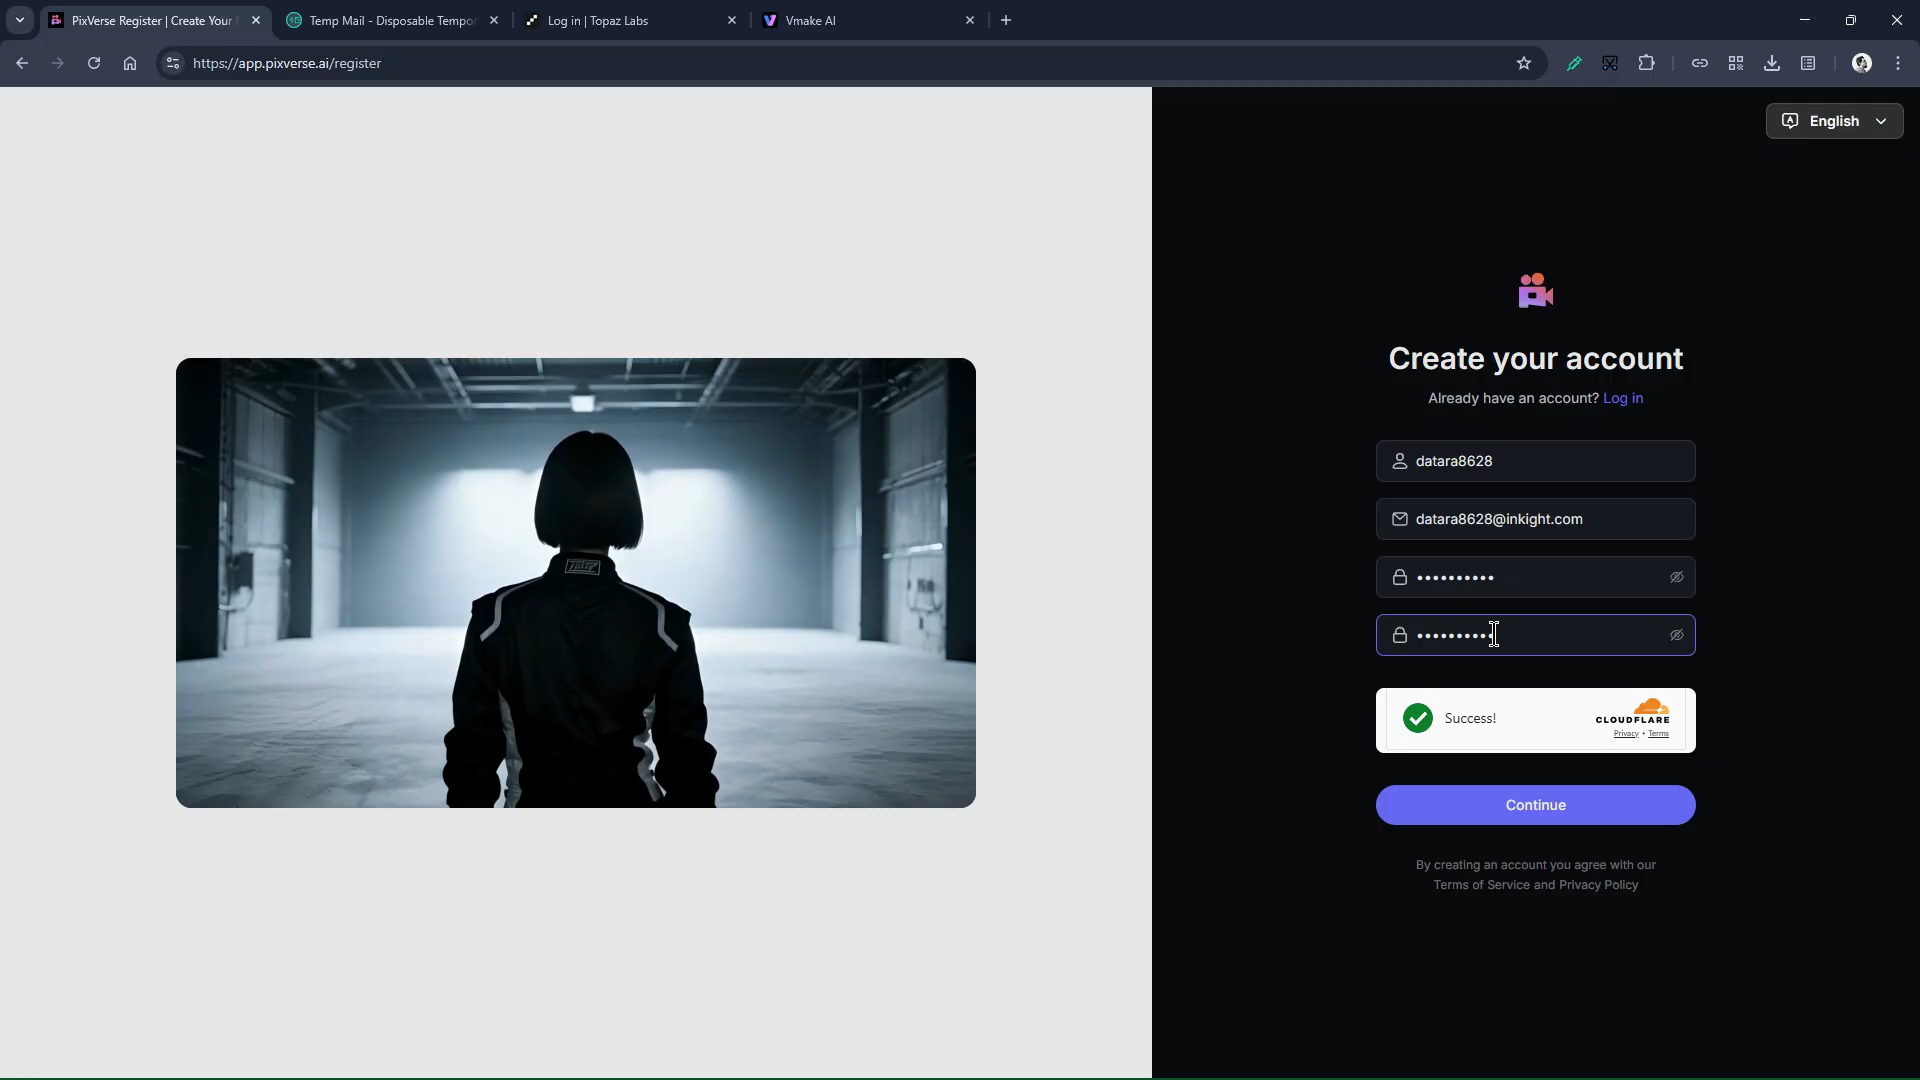 PixVerse Register | Create Your
Temp Mail - Disposable Tempor
Log in | Topaz Labs
Vmake AI
https://app.pixverse.ai/register
English
Create your account
Already have an account? Log in
datara8628
datara8628@inkight.com
••••••••••
••••••••••
Success!
CLOUDFLARE
Privacy • Terms
Continue
By creating an account you agree with our
Terms of Service and Privacy Policy